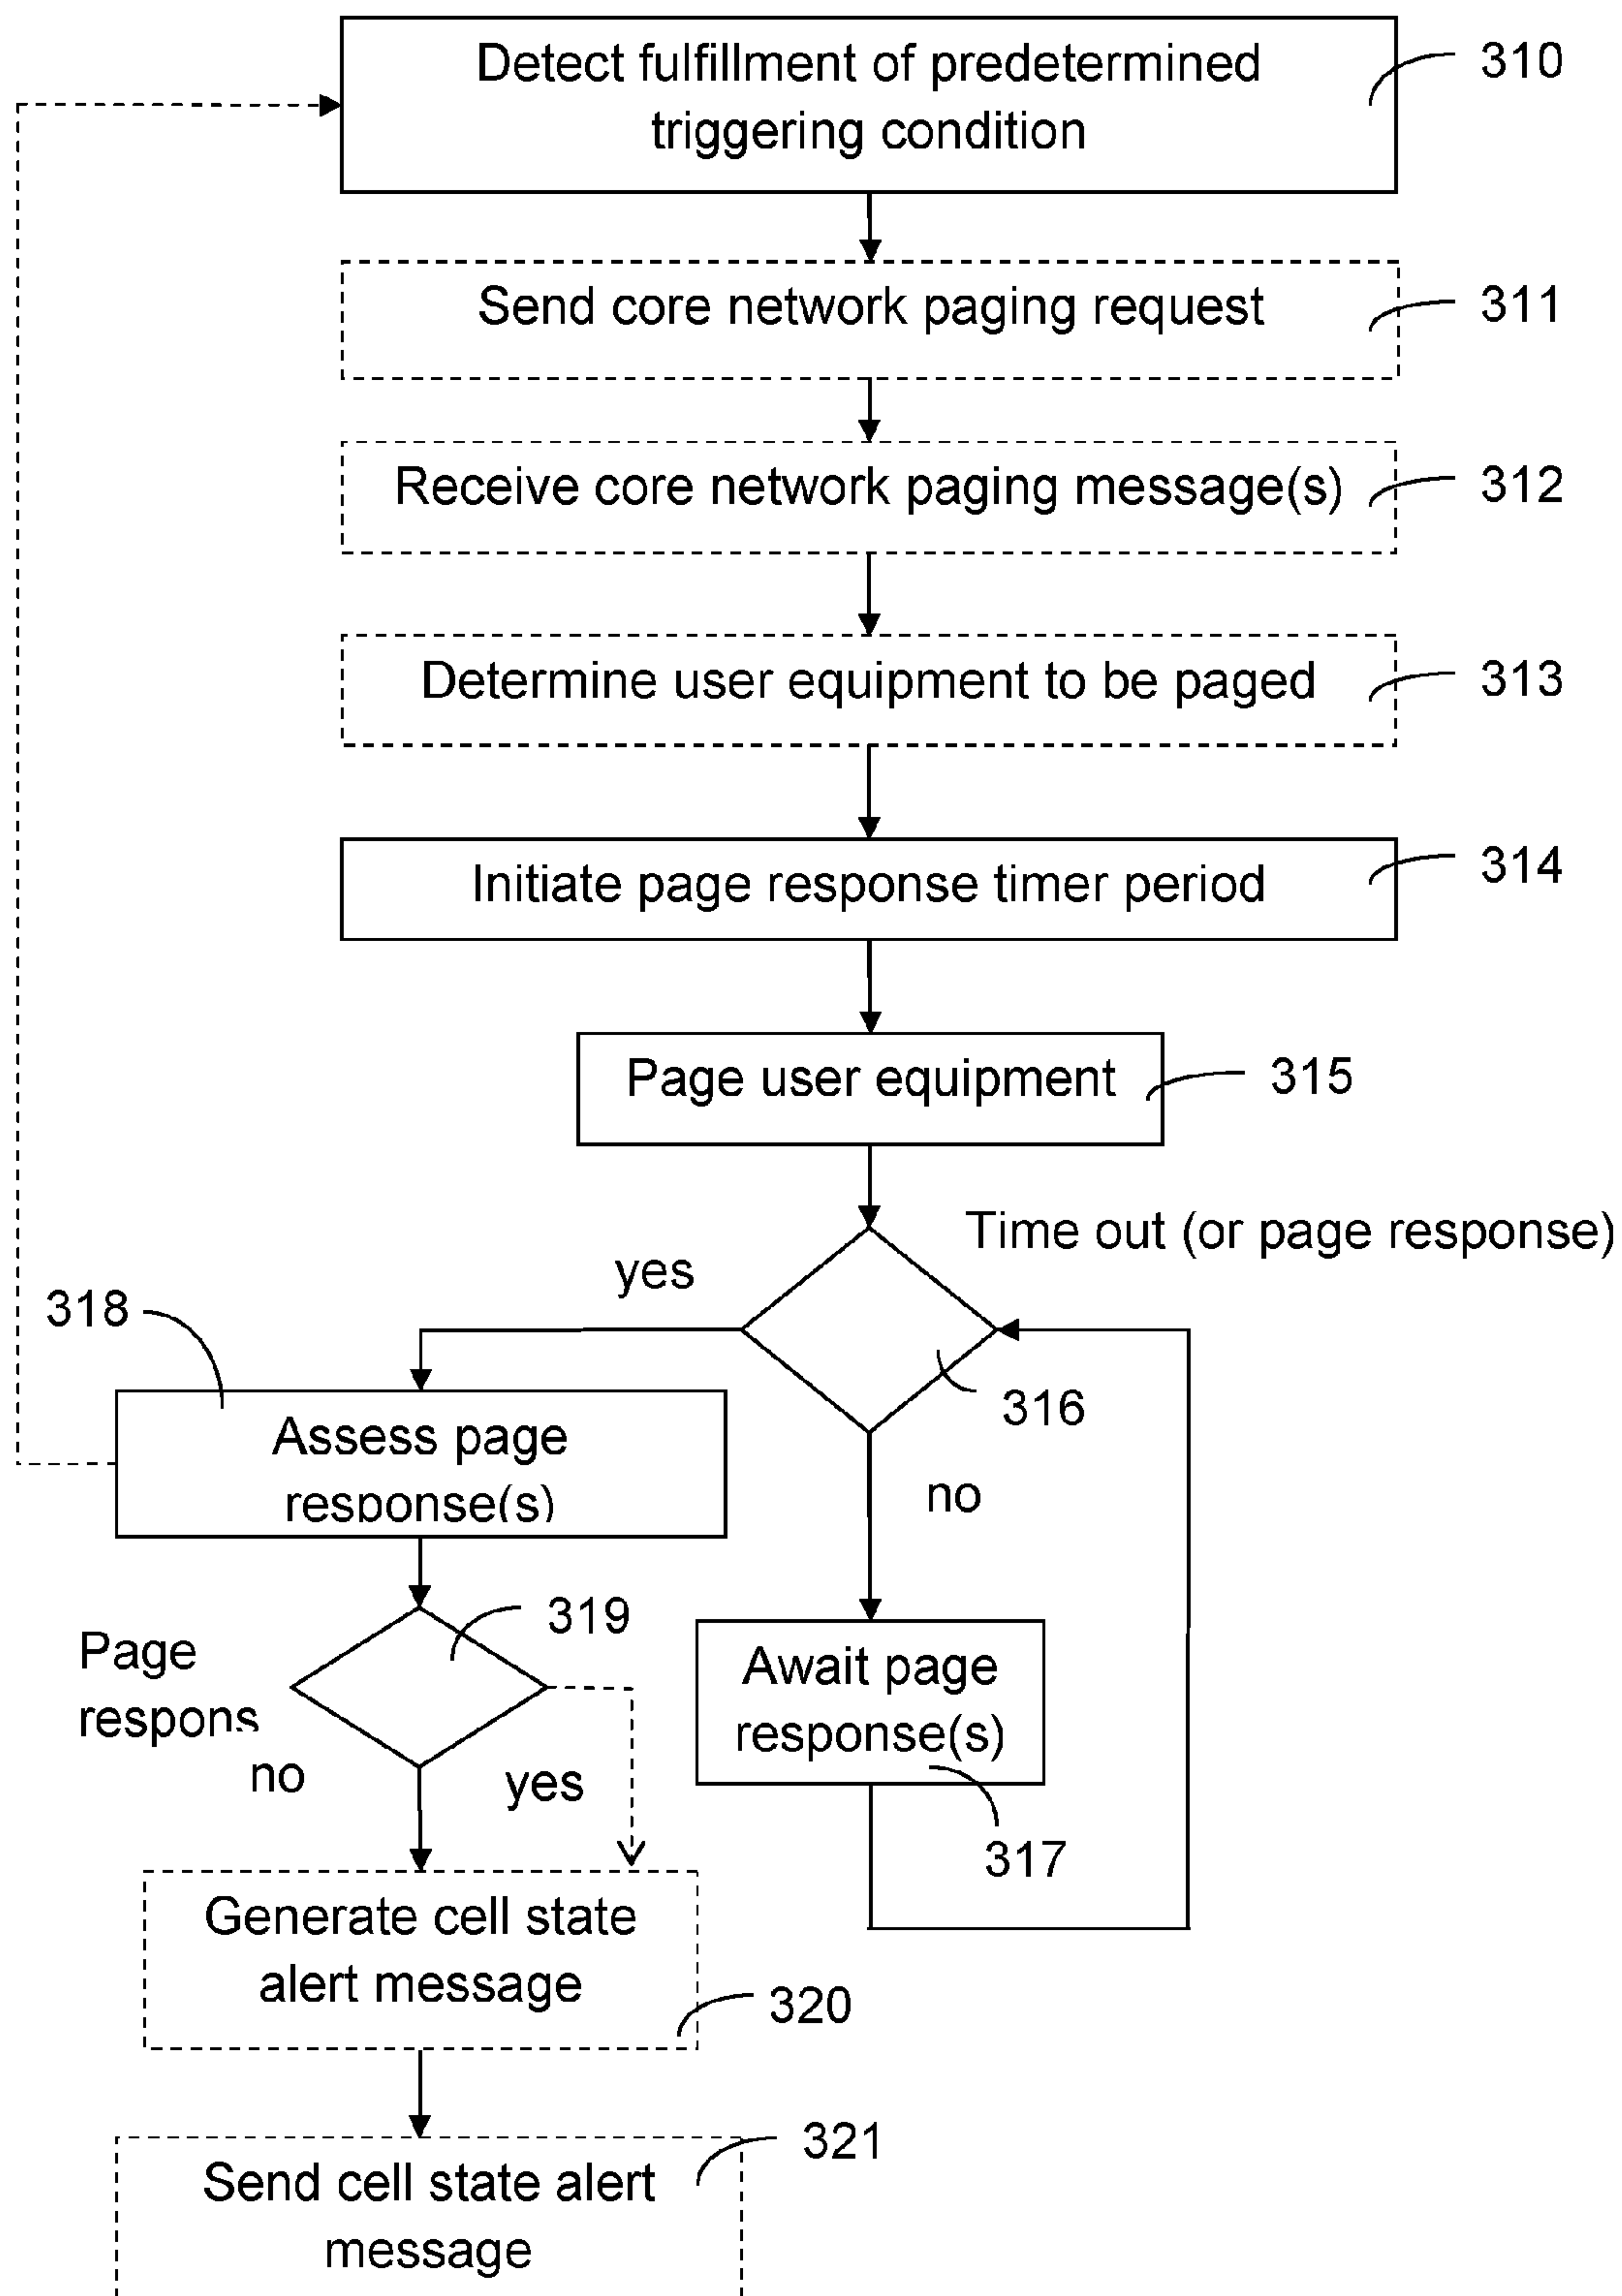 Detect fulfillment of predetermined
triggering condition
310
Send core network paging request
311
Receive core network paging message(s)
312
Determine user equipment to be paged
313
Initiate page response timer period
314
Page user equipment
315
Time out (or page response)
yes
318
316
Assess page
response(s)
no
319
Page
respons
Await page
response(s)
no
yes
317
Generate cell state
alert message
320
321
Send cell state alert
message